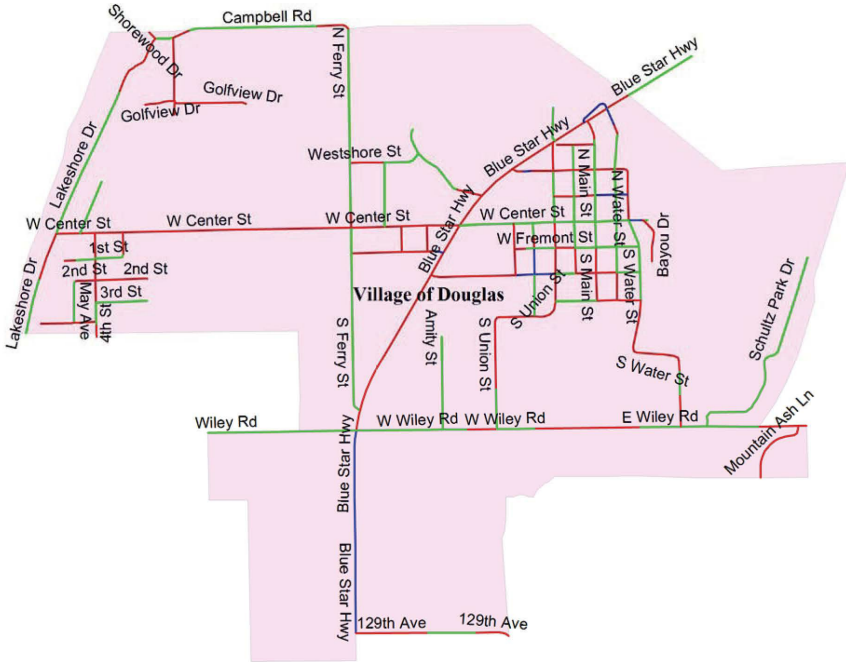 Campbell Rd
Shorewood Dr
N Ferry St
Blue Star Hwy
Golfview Dr
Golfview Dr
Lakeshore Dr
Westshore St
Blue Star Hwy
N Main St
N Water St
W Center St
W Center St
W Center St
W Center St
Blue Star Hwy
W Fremont St
Bayou Dr
1st St
2nd St
2nd St
3rd St
May Ave
4th St
Lakeshore Dr
S Main St
S Water St
S Union St
Schultz Park Dr
Village of Douglas
S Ferry St
Amity St
S Union St
S Water St
Wiley Rd
W Wiley Rd
W Wiley Rd
E Wiley Rd
Mountain Ash Ln
Blue Star Hwy
Blue Star Hwy
129th Ave
129th Ave